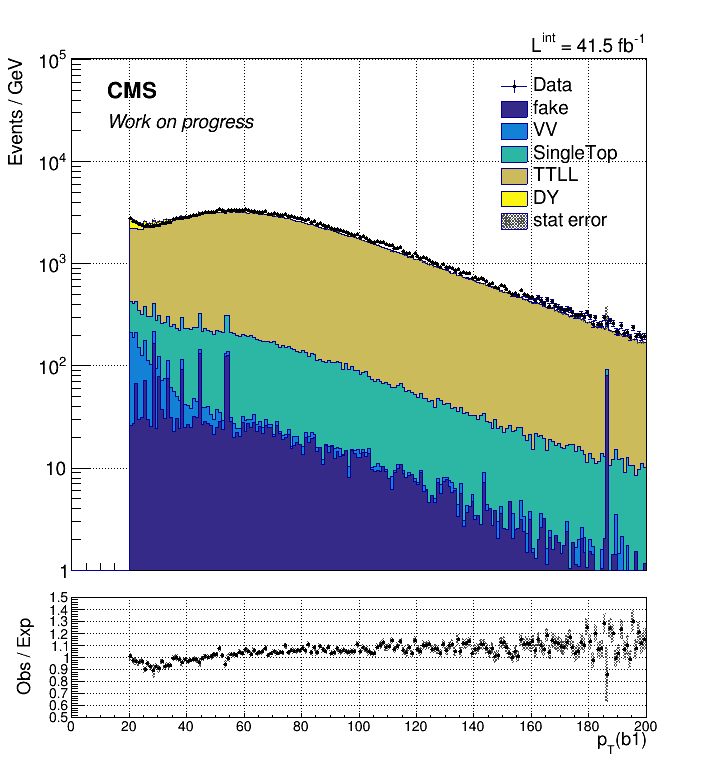 L^int = 41.5 fb^-1
10^5
CMS
Work on progress
Events / GeV
Data
fake
VV
SingleTop
TTLL
DY
stat error
10^4
10^3
10^2
10
1
Obs / Exp
1.5
1.4
1.3
1.2
1.1
1
0.9
0.8
0.7
0.6
0.5
0 20 40 60 80 100 120 140 160 180 200
p_T(b1)